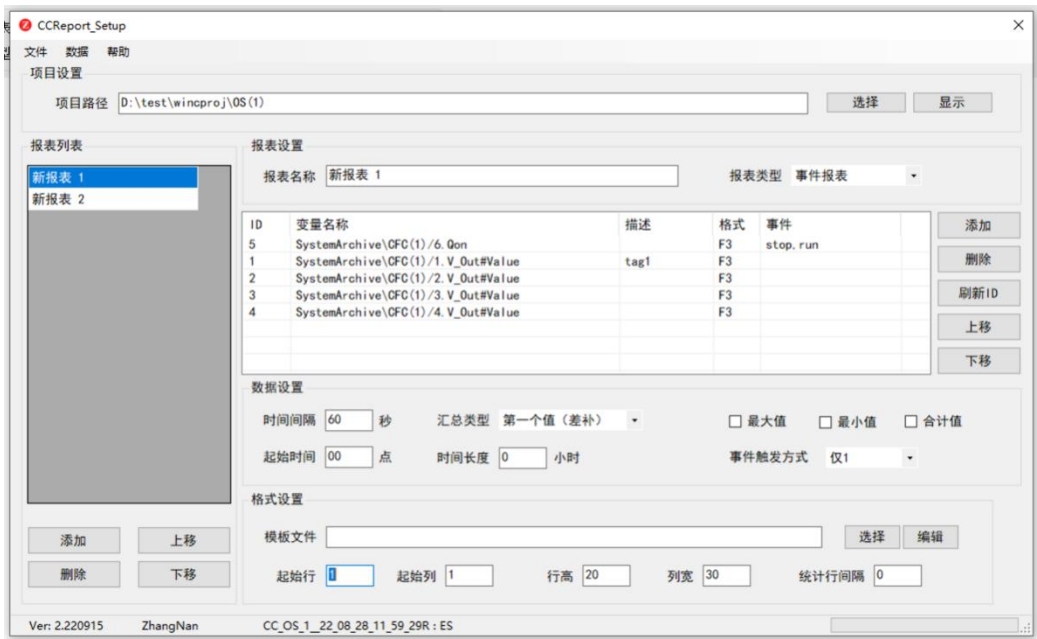 CCReport_Setup
文件 数据 帮助
项目设置
项目路径 D:\test\wincproj\OS(1) 选择 显示
报表列表
新报表 1
新报表 2
添加 上移
删除 下移
报表设置
报表名称 新报表 1 报表类型 事件报表
ID 变量名称 描述 格式 事件
5 SystemArchive\CFC(1)/6.Qon F3 stop,run
1 SystemArchive\CFC(1)/1.V_Out#Value tag1 F3
2 SystemArchive\CFC(1)/2.V_Out#Value F3
3 SystemArchive\CFC(1)/3.V_Out#Value F3
4 SystemArchive\CFC(1)/4.V_Out#Value F3
添加
删除
刷新ID
上移
下移
数据设置
时间间隔 60 秒 汇总类型 第一个值（差补） 最大值 最小值 合计值
起始时间 00 点 时间长度 0 小时 事件触发方式 仅1
格式设置
模板文件 选择 编辑
起始行 1 起始列 1 行高 20 列宽 30 统计行间隔 0
Ver: 2.220915 ZhangNan CC_OS_1__22_08_28_11_59_29R : ES